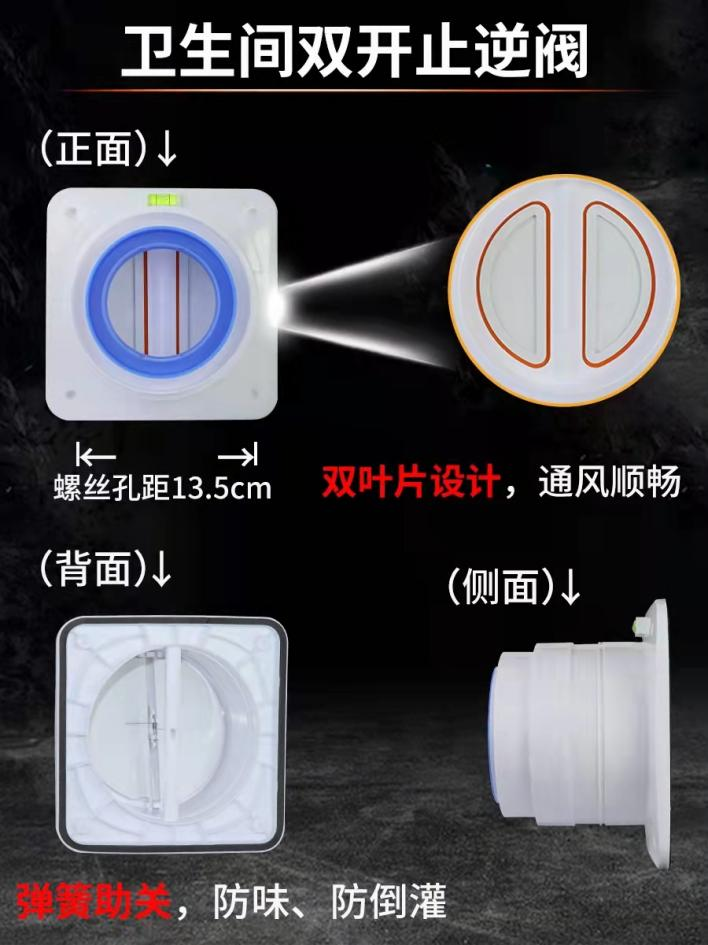 卫生间双开止逆阀
（正面）↓
螺丝孔距13.5cm
双叶片设计，通风顺畅
（背面）↓
（侧面）↓
弹簧助关，防味、防倒灌